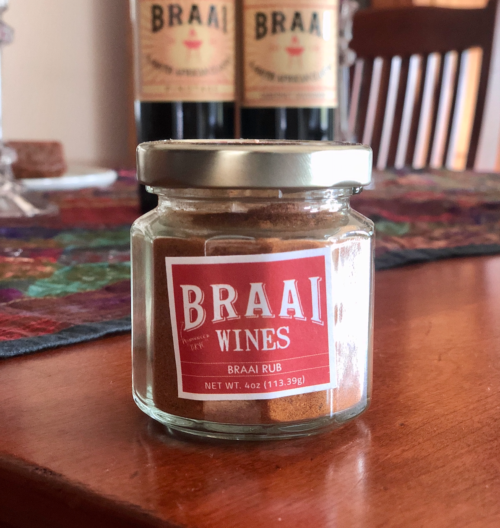 BRAAI
BRAAI
BRAAI
WINES
BRAAI RUB
NET WT. 4oz (113.39g)